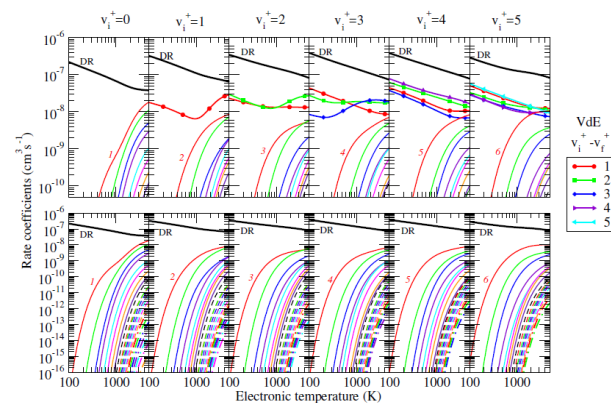 v_i^+=0 v_i^+=1 v_i^+=2 v_i^+=3 v_i^+=4 v_i^+=5
10^-6
10^-7
10^-8
10^-9
10^-10
DR DR DR DR DR DR
1 2 3 4 5 6
VdE
v_i^+ -v_f^+
1
2
3
4
5
Rate coefficients (cm^3 s^-1)
10^-6
10^-7
10^-8
10^-9
10^-10
10^-11
10^-12
10^-13
10^-14
10^-15
10^-16
DR DR DR DR DR DR
1 2 3 4 5 6
100 1000 100 1000 100 1000 100 1000 100 1000 100 1000
Electronic temperature (K)